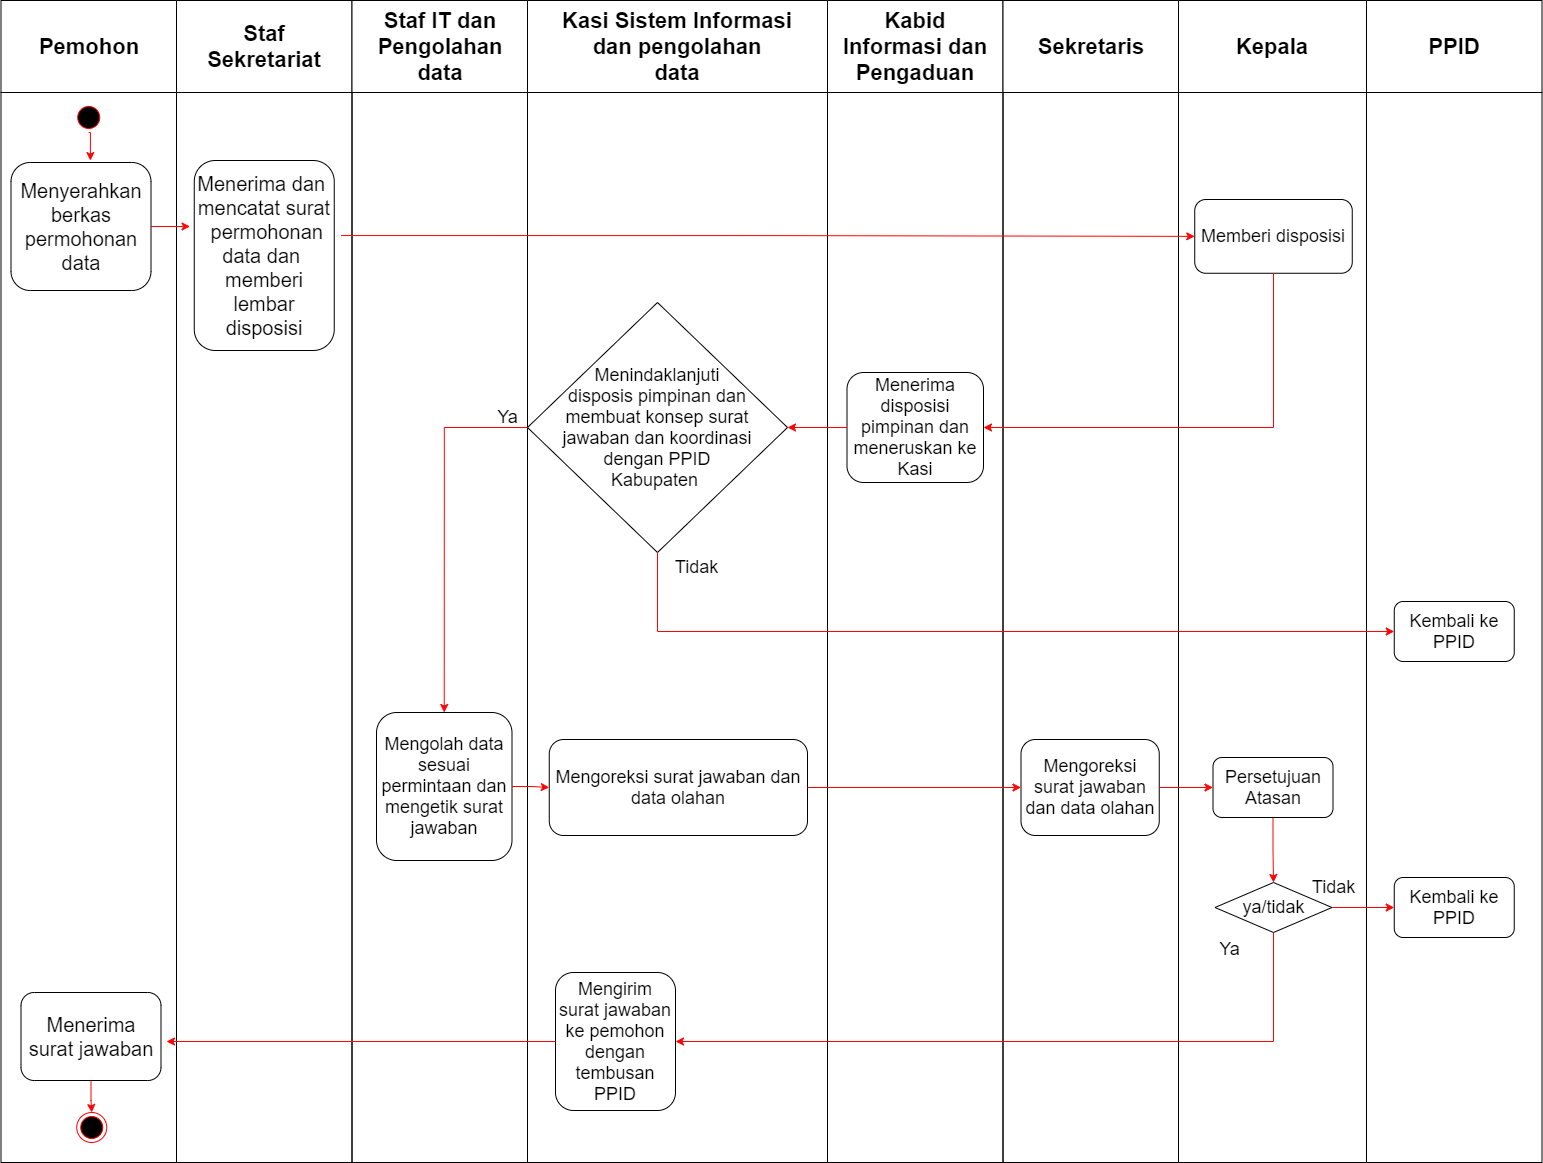 Pemohon
Staf
Sekretariat
Staf IT dan
Pengolahan
data
Kasi Sistem Informasi
dan pengolahan
data
Kabid
Informasi dan
Pengaduan
Sekretaris
Kepala
PPID
Menyerahkan
berkas
permohonan
data
Menerima dan
mencatat surat
permohonan
data dan
memberi
lembar
disposisi
Memberi disposisi
Menindaklanjuti
disposis pimpinan dan
membuat konsep surat
jawaban dan koordinasi
dengan PPID
Kabupaten
Menerima
disposisi
pimpinan dan
meneruskan ke
Kasi
Ya
Tidak
Kembali ke
PPID
Mengolah data
sesuai
permintaan dan
mengetik surat
jawaban
Mengoreksi surat jawaban dan
data olahan
Mengoreksi
surat jawaban
dan data olahan
Persetujuan
Atasan
ya/tidak
Tidak
Kembali ke
PPID
Ya
Mengirim
surat jawaban
ke pemohon
dengan
tembusan
PPID
Menerima
surat jawaban